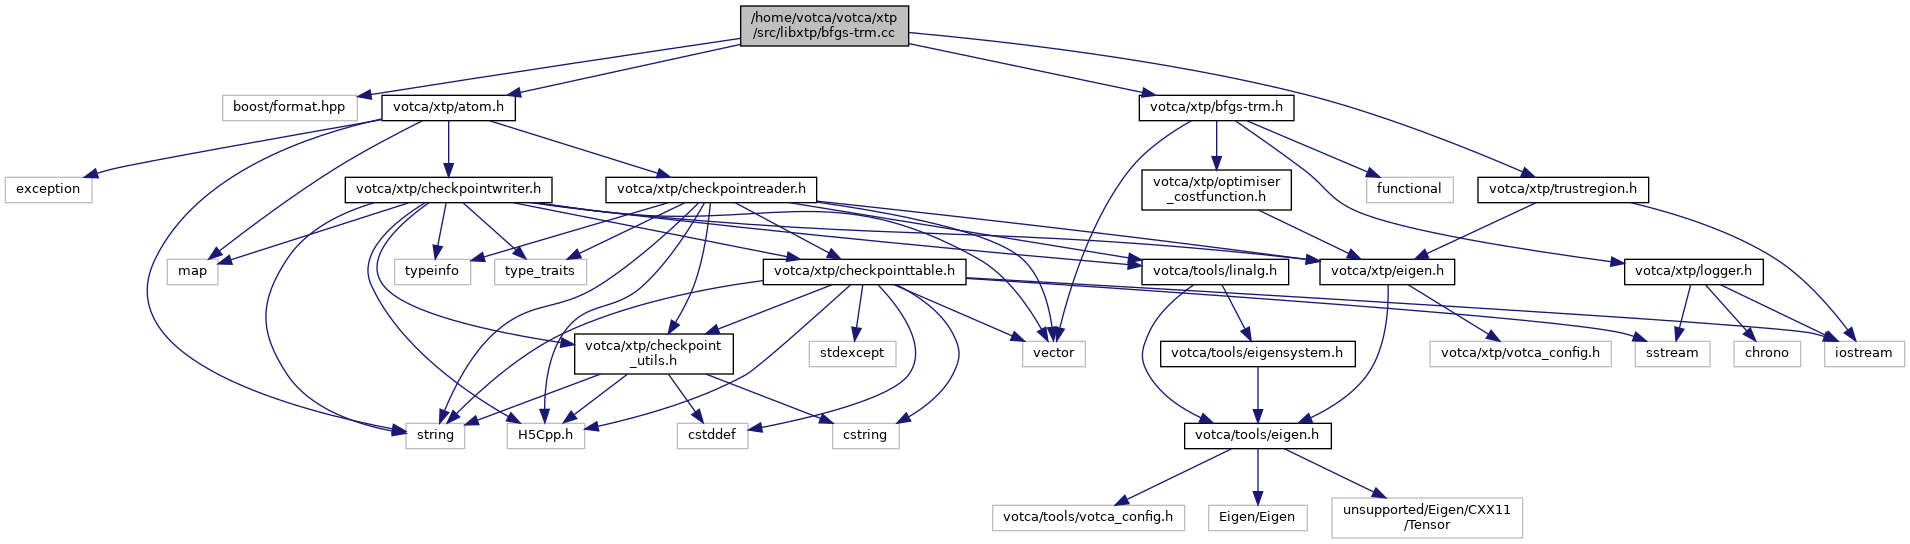 /home/votca/votca/xtp
/src/libxtp/bfgs-trm.cc
boost/format.hpp
votca/xtp/atom.h
votca/xtp/bfgs-trm.h
exception
votca/xtp/checkpointwriter.h
votca/xtp/checkpointreader.h
votca/xtp/optimiser
_costfunction.h
functional
votca/xtp/trustregion.h
map
typeinfo
type_traits
votca/xtp/checkpointtable.h
votca/tools/linalg.h
votca/xtp/eigen.h
votca/xtp/logger.h
votca/xtp/checkpoint
_utils.h
stdexcept
vector
votca/tools/eigensystem.h
votca/xtp/votca_config.h
sstream
chrono
iostream
string
H5Cpp.h
cstddef
cstring
votca/tools/eigen.h
votca/tools/votca_config.h
Eigen/Eigen
unsupported/Eigen/CXX11
/Tensor